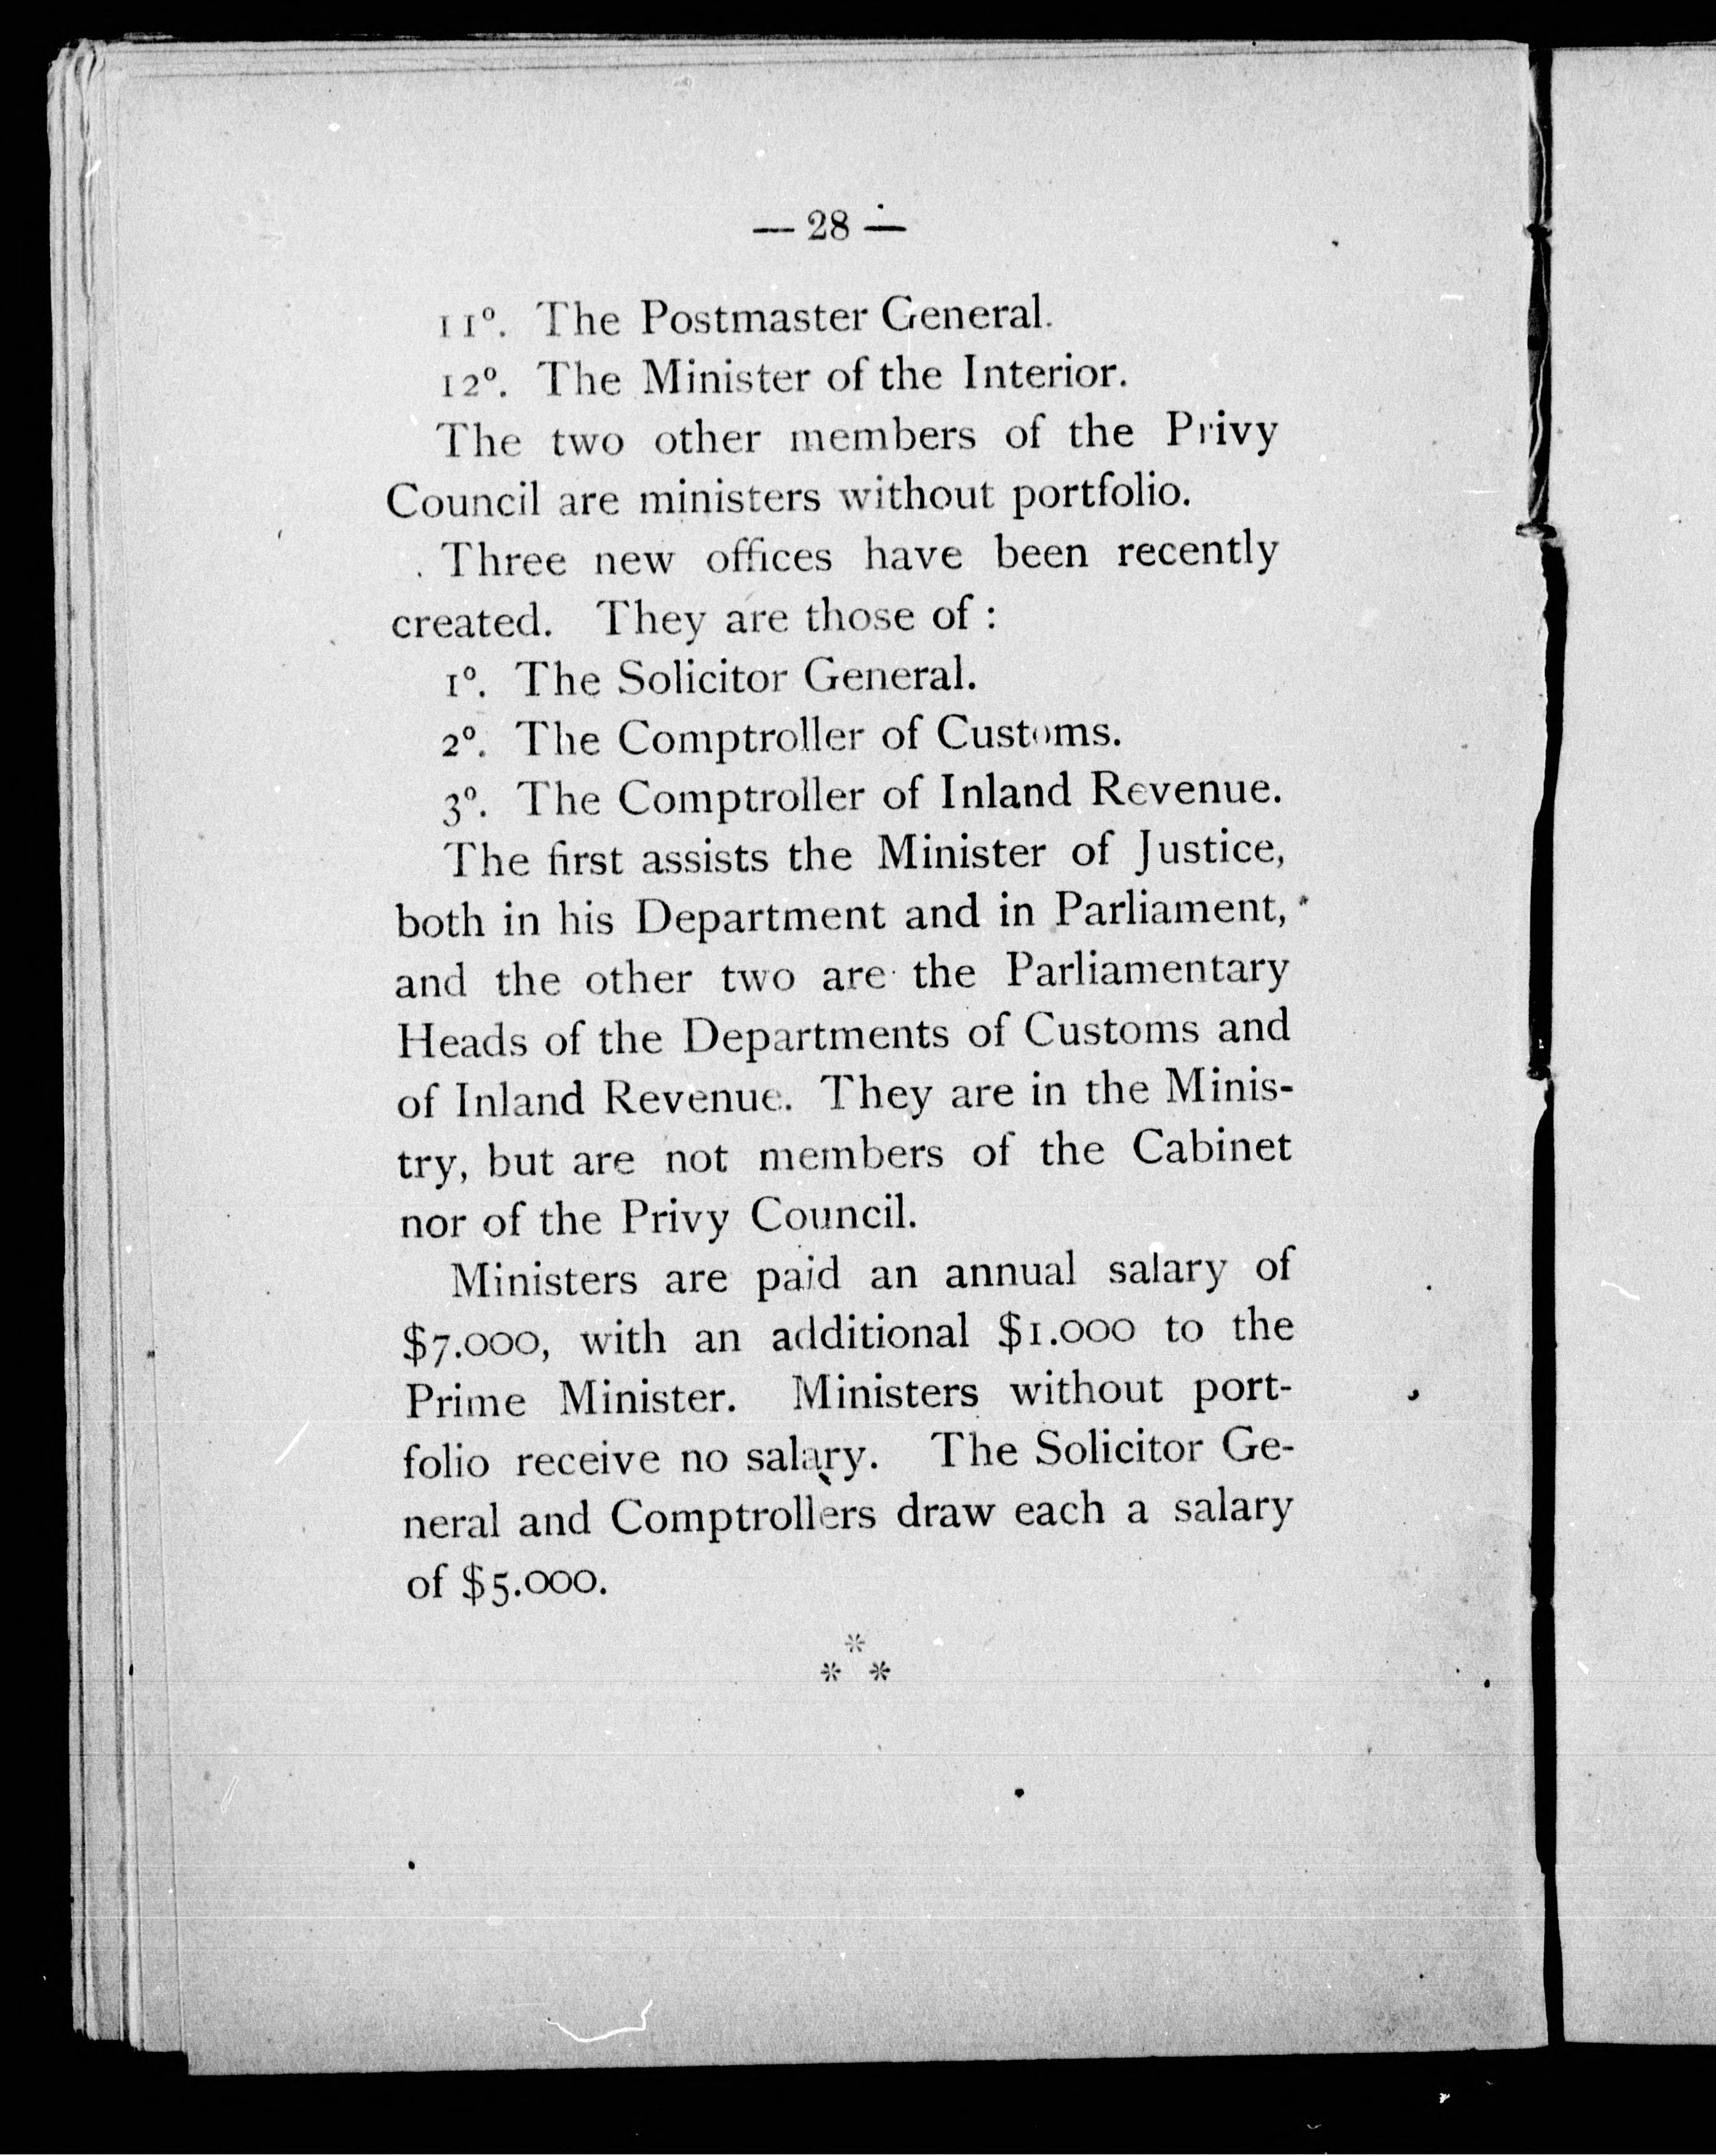 — 28 —
11º. The Postmaster General.
12º. The Minister of the Interior.
The two other members of the Privy
Council are ministers without portfolio.
Three new offices have been recently
created. They are those of :
1º. The Solicitor General.
2º. The Comptroller of Customs.
3º. The Comptroller of Inland Revenue.
The first assists the Minister of Justice,
both in his Department and in Parliament,
and the other two are the Parliamentary
Heads of the Departments of Customs and
of Inland Revenue. They are in the Minis-
try, but are not members of the Cabinet
nor of the Privy Council.
Ministers are paid an annual salary of
$7.000, with an additional $1.000 to the
Prime Minister. Ministers without port-
folio receive no salary. The Solicitor Ge-
neral and Comptrollers draw each a salary
of $5.000.
*
* *